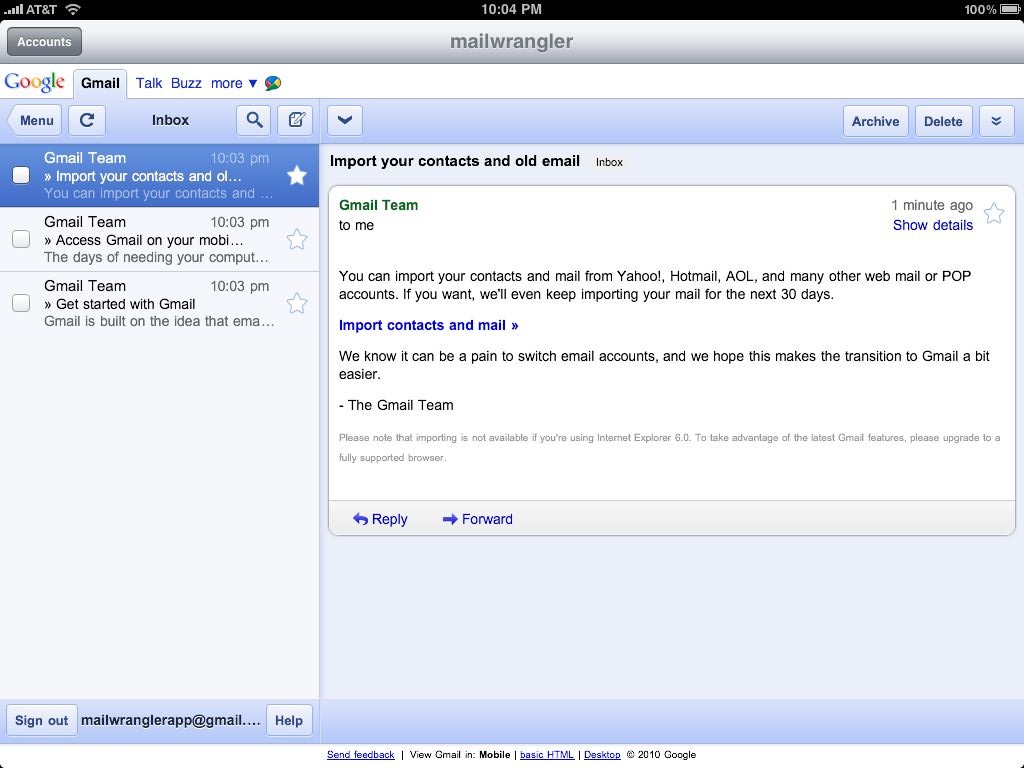 AT&T 10:04 PM 100%
Accounts mailwrangler
Google Gmail Talk Buzz more ▼
Menu Inbox Archive Delete
Gmail Team 10:03 pm
» Import your contacts and ol...
You can import your contacts and ...
Gmail Team 10:03 pm
» Access Gmail on your mobi...
The days of needing your comput...
Gmail Team 10:03 pm
» Get started with Gmail
Gmail is built on the idea that ema...
Import your contacts and old email Inbox
Gmail Team 1 minute ago
to me Show details
You can import your contacts and mail from Yahoo!, Hotmail, AOL, and many other web mail or POP
accounts. If you want, we'll even keep importing your mail for the next 30 days.
Import contacts and mail »
We know it can be a pain to switch email accounts, and we hope this makes the transition to Gmail a bit
easier.
- The Gmail Team
Please note that importing is not available if you're using Internet Explorer 6.0. To take advantage of the latest Gmail features, please upgrade to a
fully supported browser.
Reply Forward
Sign out mailwranglerapp@gmail.... Help
Send feedback | View Gmail in: Mobile | basic HTML | Desktop © 2010 Google